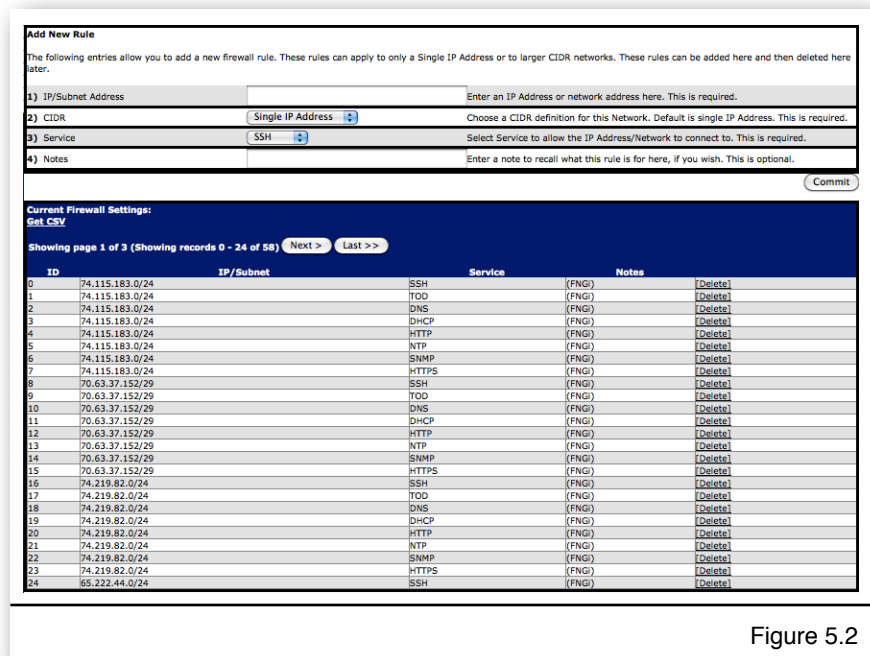 Add New Rule
The following entries allow you to add a new firewall rule. These rules can apply to only a Single IP Address or to larger CIDR networks. These rules can be added here and then deleted here
later.
1) IP/Subnet Address Enter an IP Address or network address here. This is required.
2) CIDR Single IP Address Choose a CIDR definition for this Network. Default is single IP Address. This is required.
3) Service SSH Select Service to allow the IP Address/Network to connect to. This is required.
4) Notes Enter a note to recall what this rule is for here, if you wish. This is optional.
Commit
Current Firewall Settings:
Get CSV
Showing page 1 of 3 (Showing records 0 - 24 of 58) Next > Last >>
ID IP/Subnet Service Notes
0 74.115.183.0/24 SSH (FNGI) [Delete]
1 74.115.183.0/24 TOD (FNGI) [Delete]
2 74.115.183.0/24 DNS (FNGI) [Delete]
3 74.115.183.0/24 DHCP (FNGI) [Delete]
4 74.115.183.0/24 HTTP (FNGI) [Delete]
5 74.115.183.0/24 NTP (FNGI) [Delete]
6 74.115.183.0/24 SNMP (FNGI) [Delete]
7 74.115.183.0/24 HTTPS (FNGI) [Delete]
8 70.63.37.152/29 SSH (FNGI) [Delete]
9 70.63.37.152/29 TOD (FNGI) [Delete]
10 70.63.37.152/29 DNS (FNGI) [Delete]
11 70.63.37.152/29 DHCP (FNGI) [Delete]
12 70.63.37.152/29 HTTP (FNGI) [Delete]
13 70.63.37.152/29 NTP (FNGI) [Delete]
14 70.63.37.152/29 SNMP (FNGI) [Delete]
15 70.63.37.152/29 HTTPS (FNGI) [Delete]
16 74.219.82.0/24 SSH (FNGI) [Delete]
17 74.219.82.0/24 TOD (FNGI) [Delete]
18 74.219.82.0/24 DNS (FNGI) [Delete]
19 74.219.82.0/24 DHCP (FNGI) [Delete]
20 74.219.82.0/24 HTTP (FNGI) [Delete]
21 74.219.82.0/24 NTP (FNGI) [Delete]
22 74.219.82.0/24 SNMP (FNGI) [Delete]
23 74.219.82.0/24 HTTPS (FNGI) [Delete]
24 65.222.44.0/24 SSH (FNGI) [Delete]
Figure 5.2